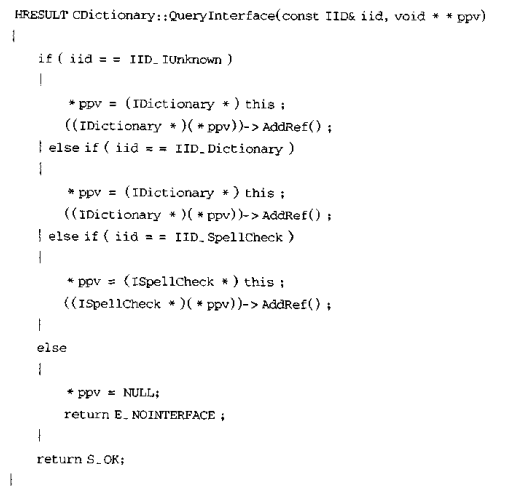 HRESULT CDictionary::QueryInterface(const IID& iid, void * * ppv)
{
if ( iid = = IID_IUnknown )
{
* ppv = (IDictionary * ) this ;
((IDictionary * )( * ppv))-> AddRef() ;
} else if ( iid = = IID_Dictionary )
{
* ppv = (IDictionary * ) this ;
((IDictionary * )( * ppv))-> AddRef() ;
} else if ( iid = = IID_SpellCheck )
{
* ppv = (ISpellCheck * ) this ;
((ISpellCheck * )( * ppv))-> AddRef() ;
}
else
{
* ppv = NULL;
return E_NOINTERFACE ;
}
return S_OK;
}